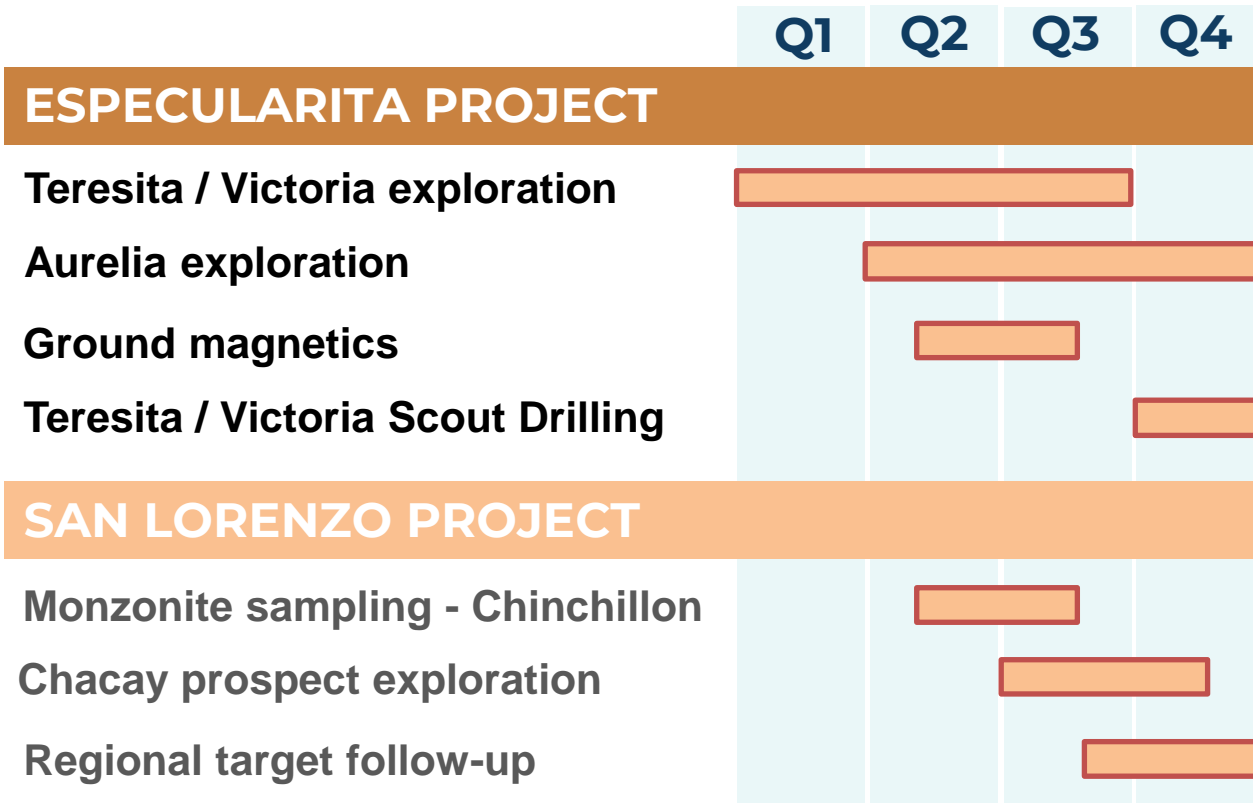 Q1 Q2 Q3 Q4
ESPECULARITA PROJECT
Teresita / Victoria exploration
Aurelia exploration
Ground magnetics
Teresita / Victoria Scout Drilling
SAN LORENZO PROJECT
Monzonite sampling - Chinchillon
Chacay prospect exploration
Regional target follow-up